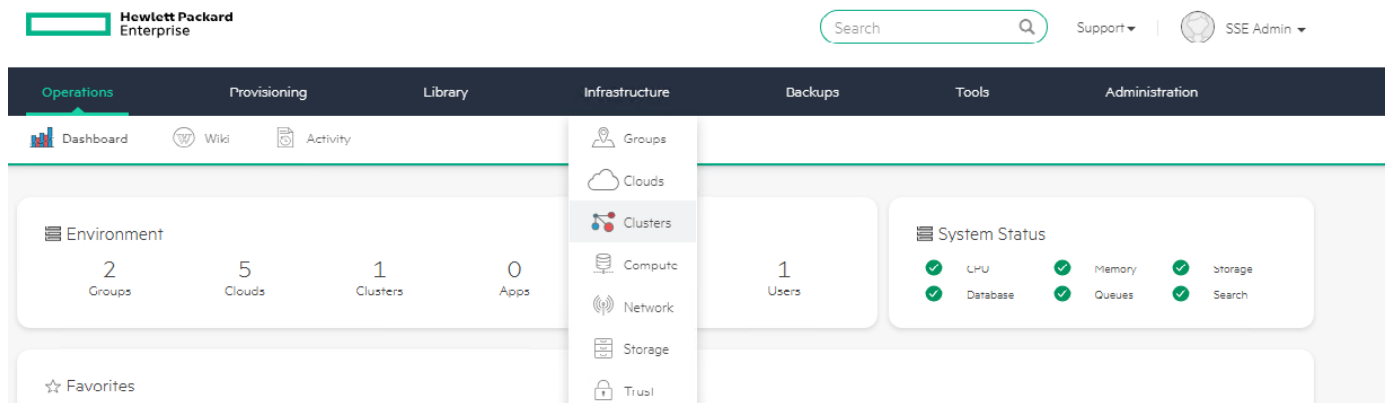 Hewlett Packard
Enterprise
Search
Support
SSE Admin
Operations Provisioning Library Infrastructure Backups Tools Administration
Dashboard Wiki Activity
Groups
Clouds
Clusters
Compute
Network
Storage
Trust
Environment
2 5 1 0 1
Groups Clouds Clusters Apps Users
System Status
CPU Memory Storage
Database Queues Search
Favorites